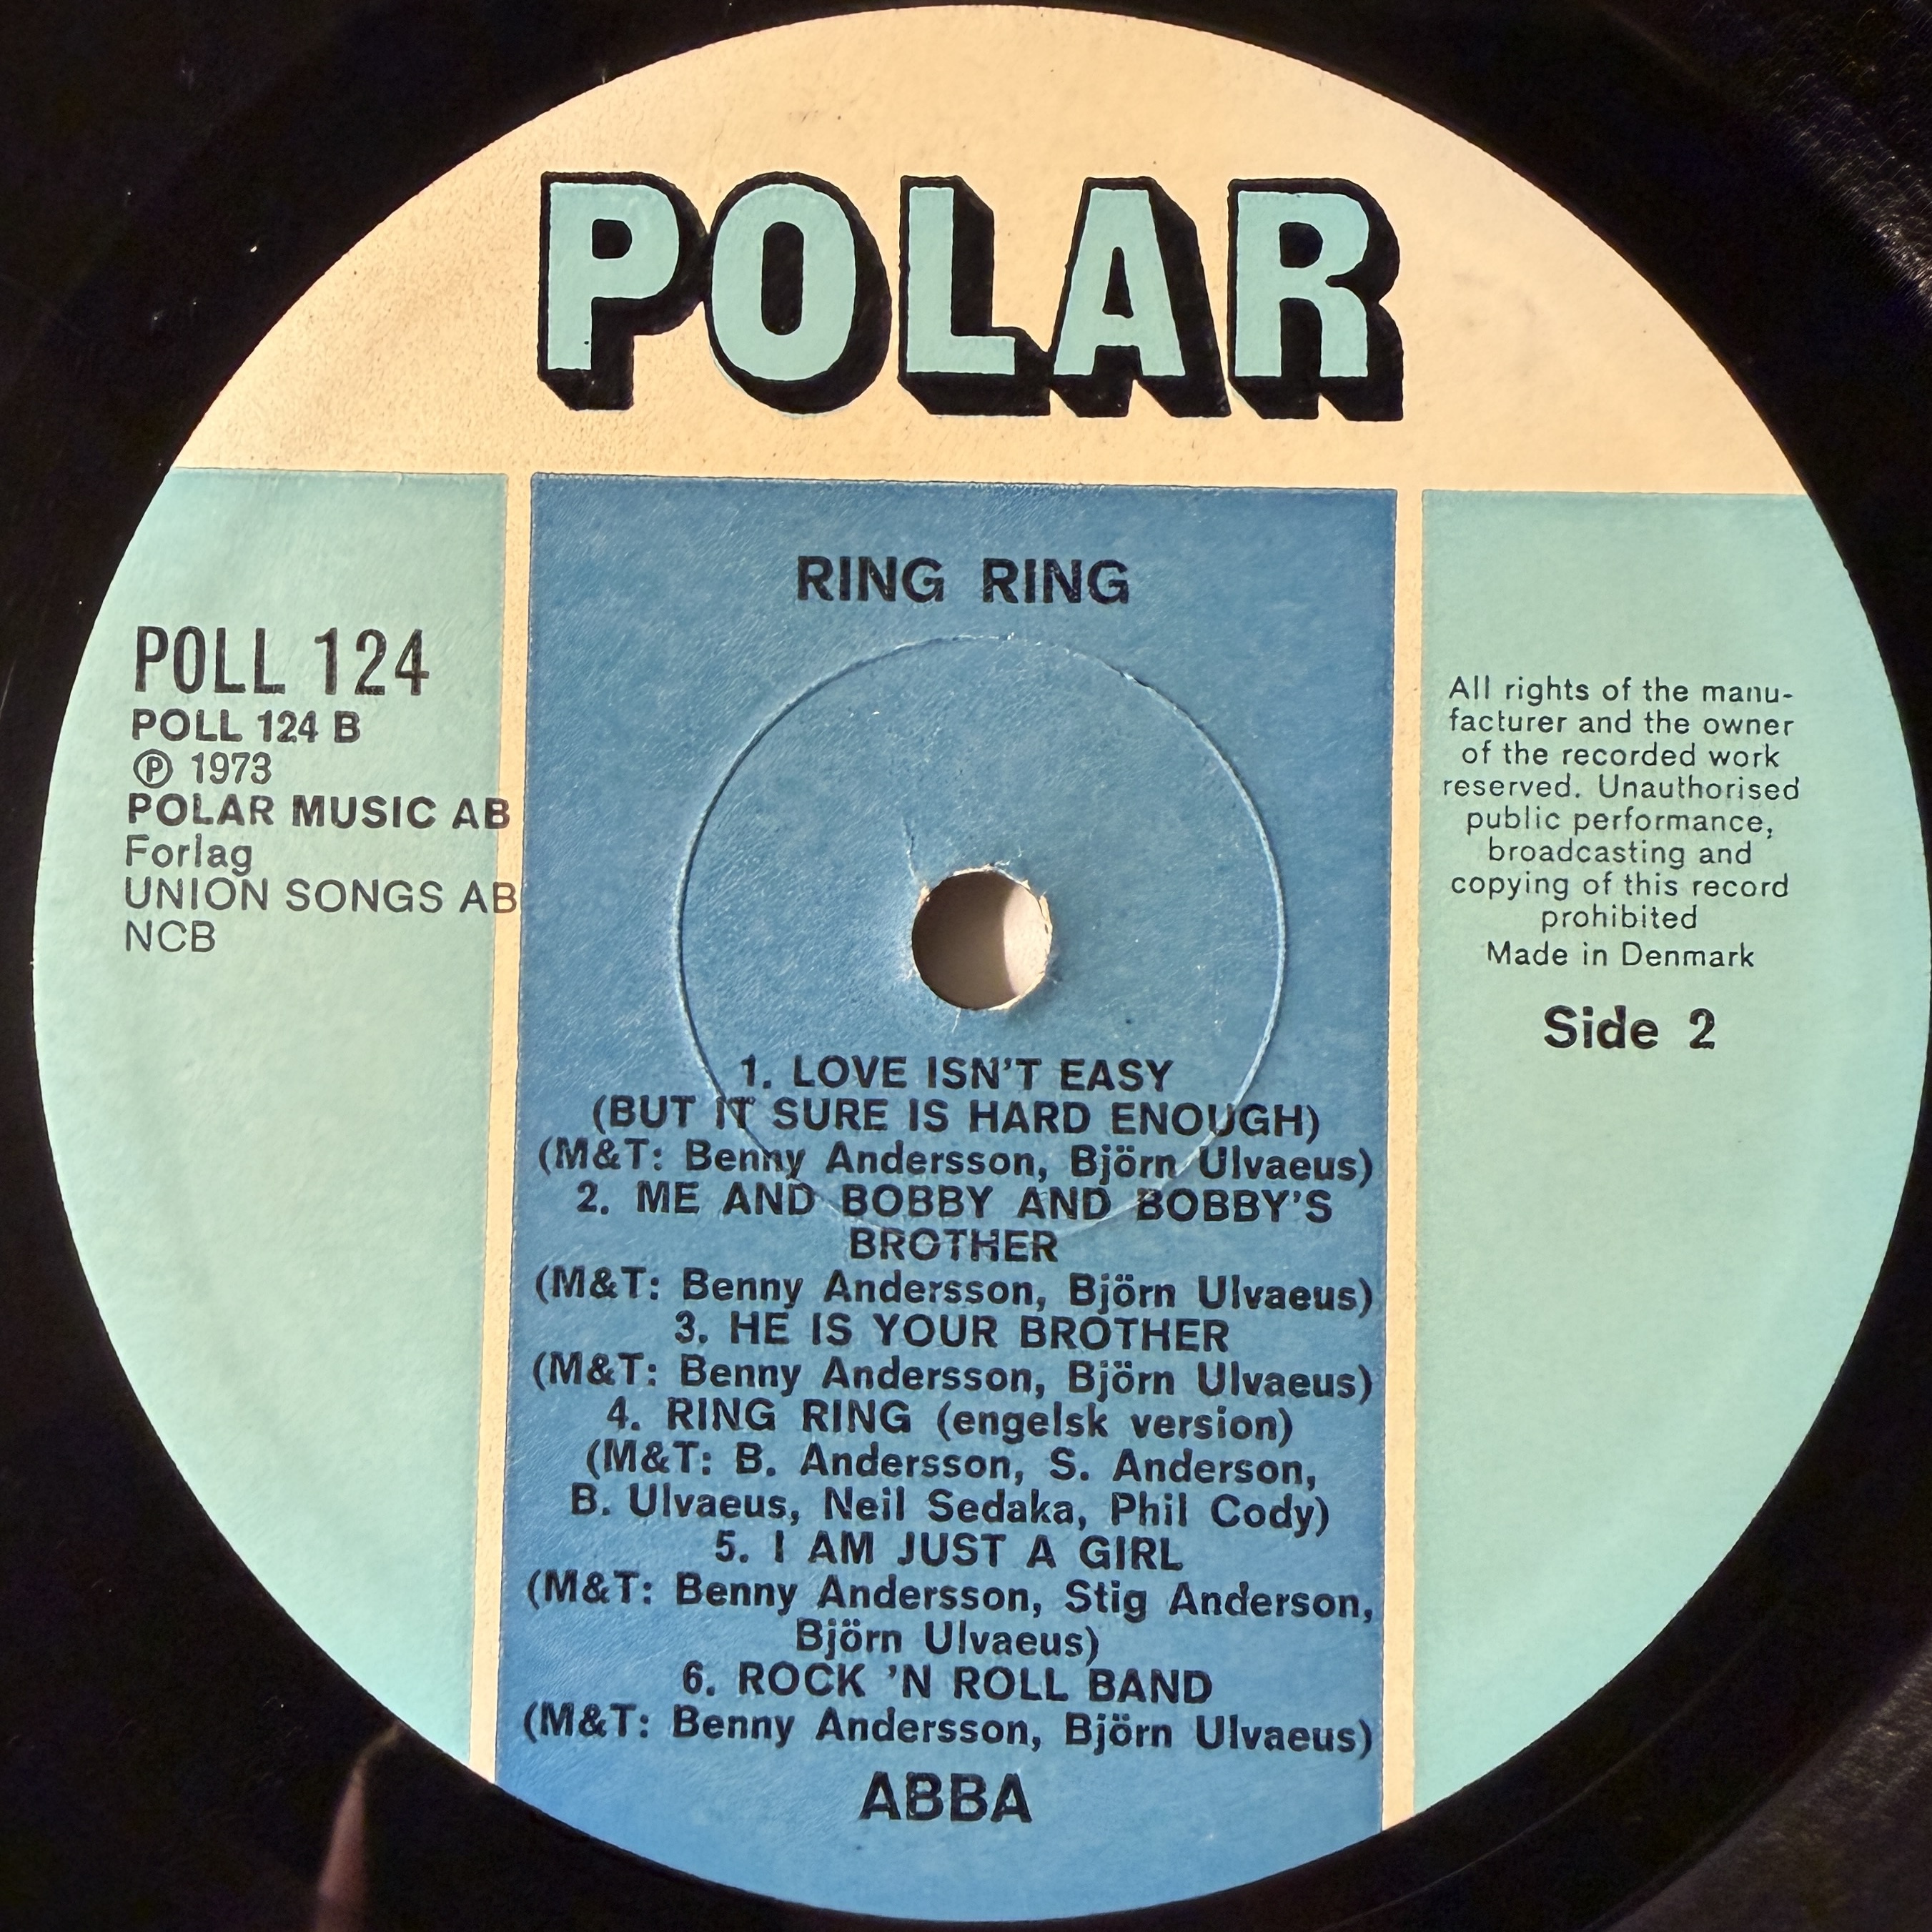 POLAR
RING RING
POLL 124
POLL 124 B
℗ 1973
POLAR MUSIC AB
Forlag
UNION SONGS AB
NCB
All rights of the manu-
facturer and the owner
of the recorded work
reserved. Unauthorised
public performance,
broadcasting and
copying of this record
prohibited
Made in Denmark
Side 2
1. LOVE ISN'T EASY
(BUT IT SURE IS HARD ENOUGH)
(M&T: Benny Andersson, Björn Ulvaeus)
2. ME AND BOBBY AND BOBBY'S
BROTHER
(M&T: Benny Andersson, Björn Ulvaeus)
3. HE IS YOUR BROTHER
(M&T: Benny Andersson, Björn Ulvaeus)
4. RING RING (engelsk version)
(M&T: B. Andersson, S. Anderson,
B. Ulvaeus, Neil Sedaka, Phil Cody)
5. I AM JUST A GIRL
(M&T: Benny Andersson, Stig Anderson,
Björn Ulvaeus)
6. ROCK 'N ROLL BAND
(M&T: Benny Andersson, Björn Ulvaeus)
ABBA